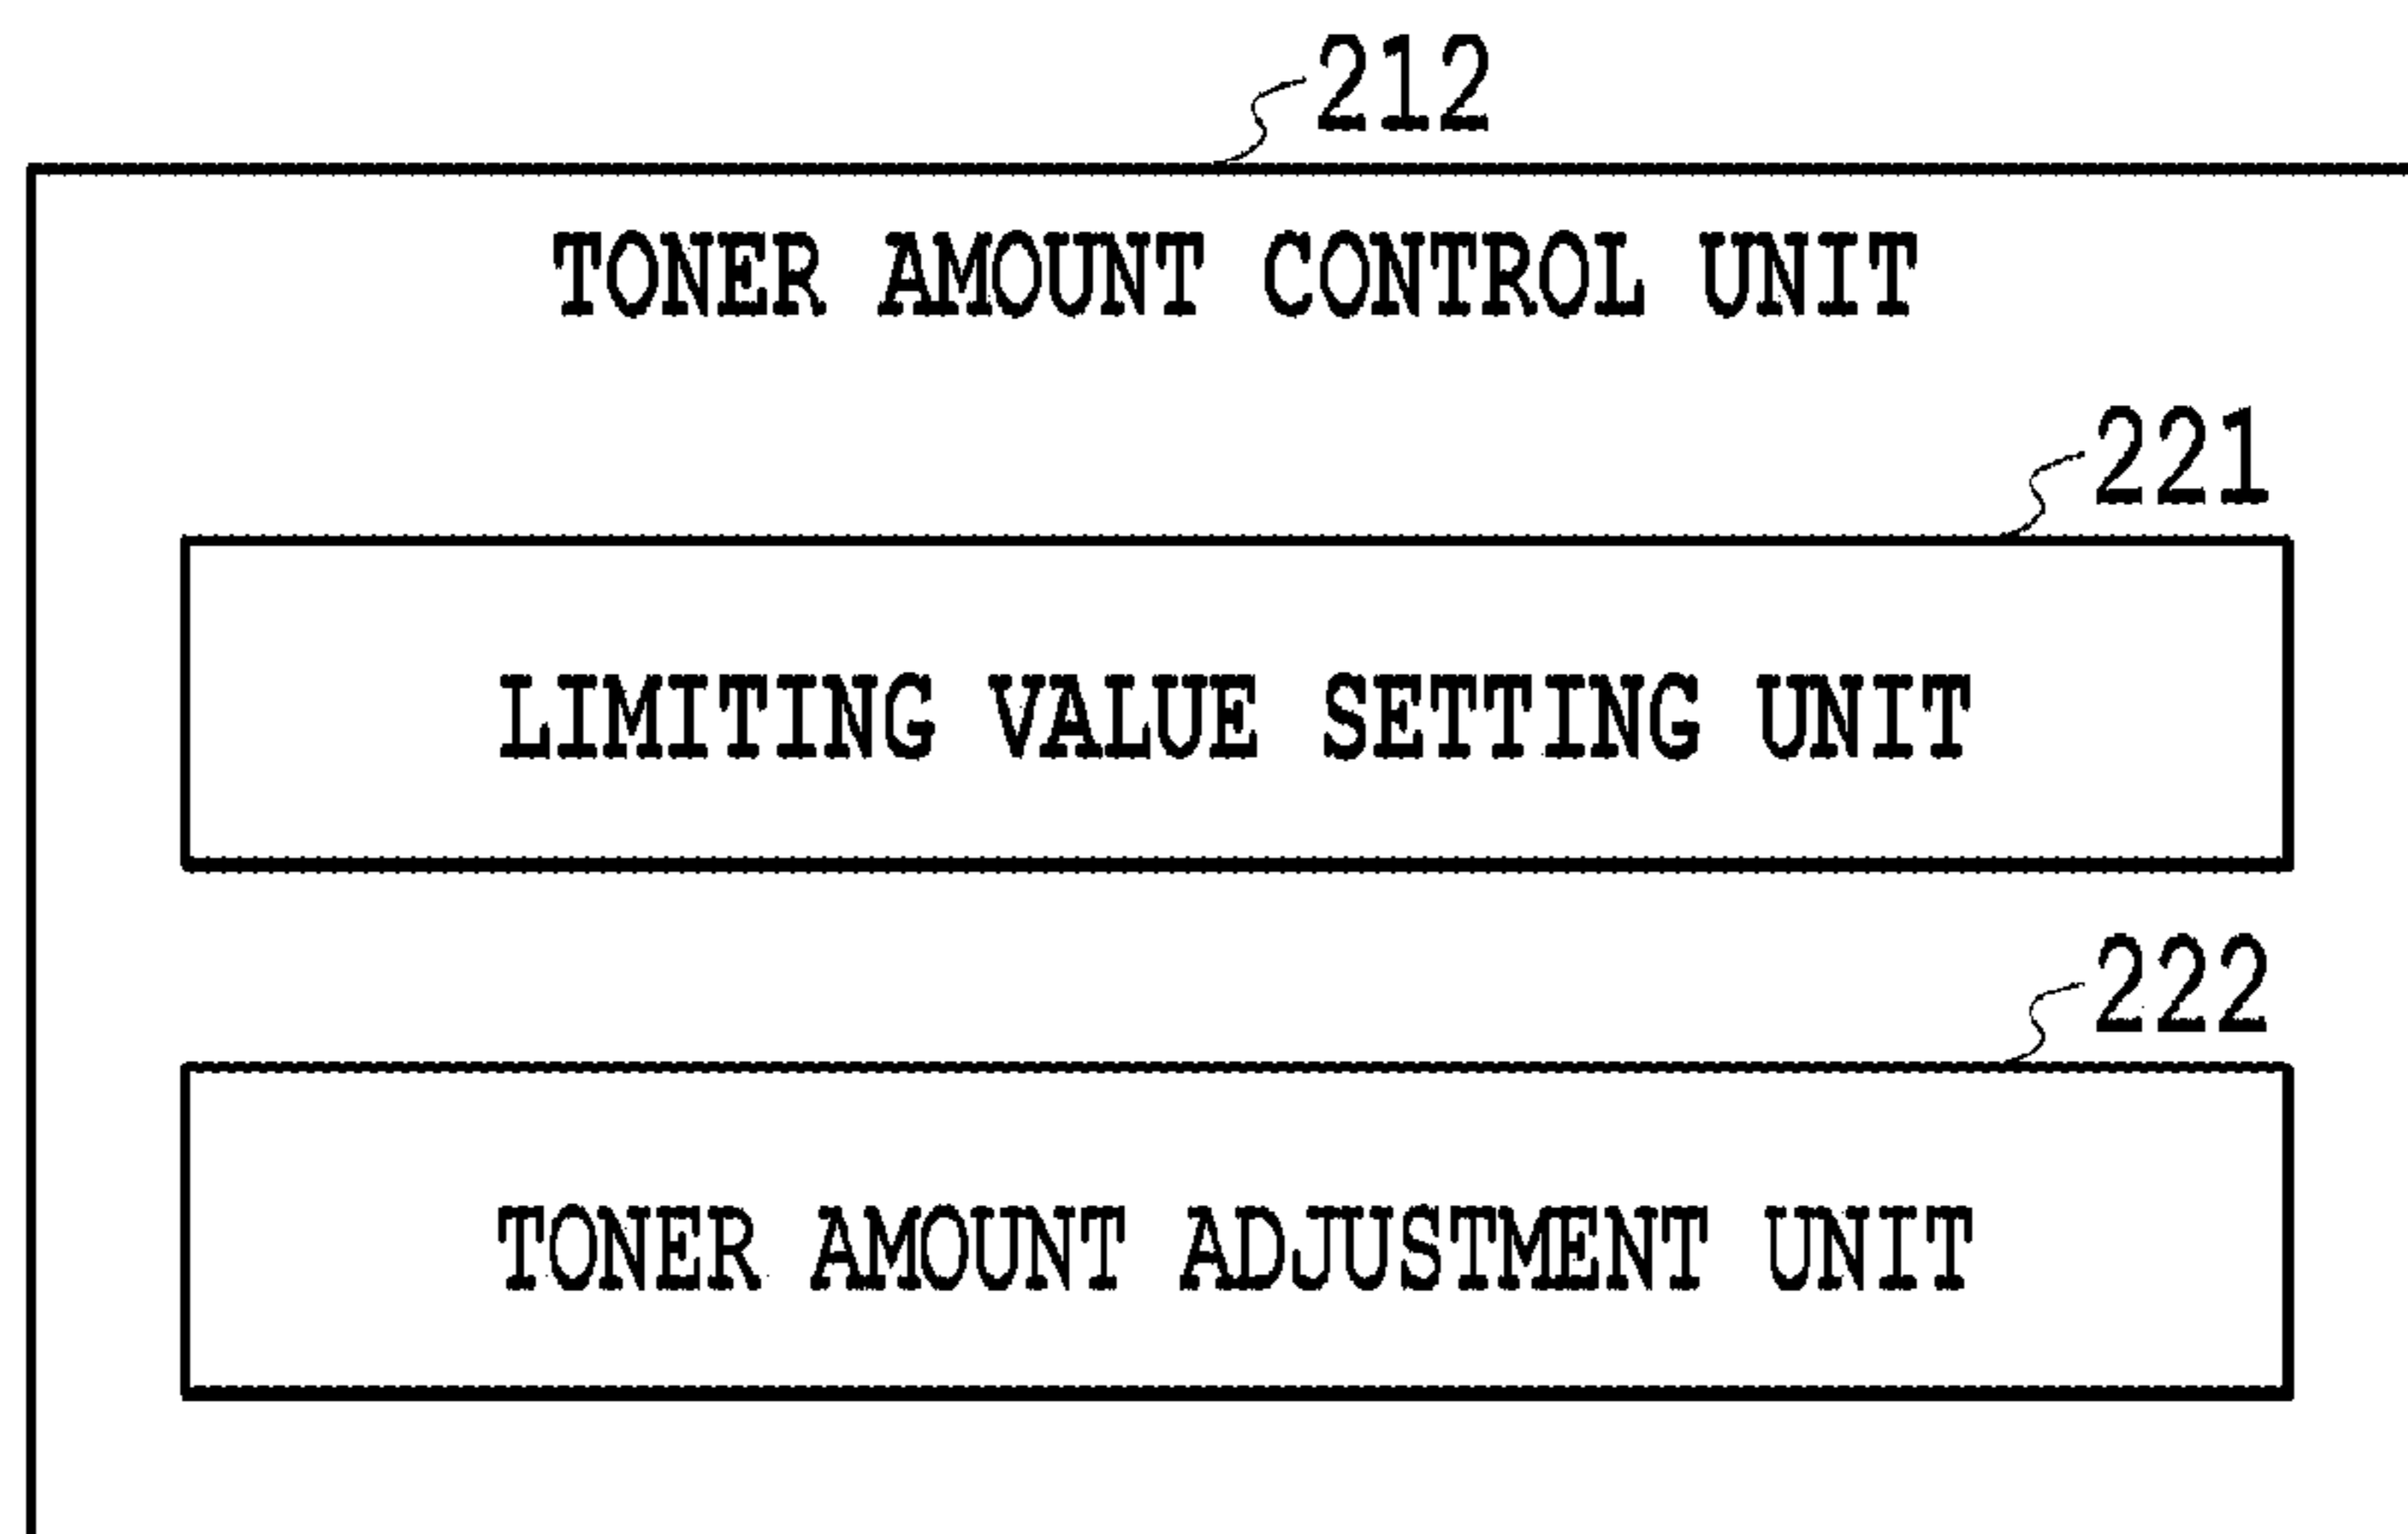 212
TONER AMOUNT CONTROL UNIT
221
LIMITING VALUE SETTING UNIT
222
TONER AMOUNT ADJUSTMENT UNIT